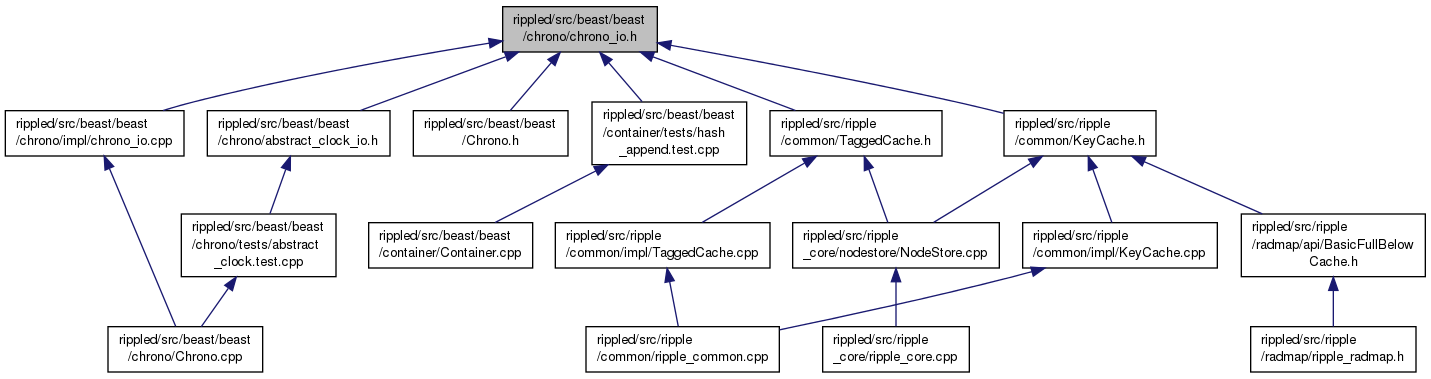 rippled/src/beast/beast
/chrono/chrono_io.h
rippled/src/beast/beast
/chrono/impl/chrono_io.cpp
rippled/src/beast/beast
/chrono/abstract_clock_io.h
rippled/src/beast/beast
/Chrono.h
rippled/src/beast/beast
/container/tests/hash
_append.test.cpp
rippled/src/ripple
/common/TaggedCache.h
rippled/src/ripple
/common/KeyCache.h
rippled/src/beast/beast
/chrono/tests/abstract
_clock.test.cpp
rippled/src/beast/beast
/container/Container.cpp
rippled/src/ripple
/common/impl/TaggedCache.cpp
rippled/src/ripple
_core/nodestore/NodeStore.cpp
rippled/src/ripple
/common/impl/KeyCache.cpp
rippled/src/ripple
/radmap/api/BasicFullBelow
Cache.h
rippled/src/beast/beast
/chrono/Chrono.cpp
rippled/src/ripple
/common/ripple_common.cpp
rippled/src/ripple
_core/ripple_core.cpp
rippled/src/ripple
/radmap/ripple_radmap.h